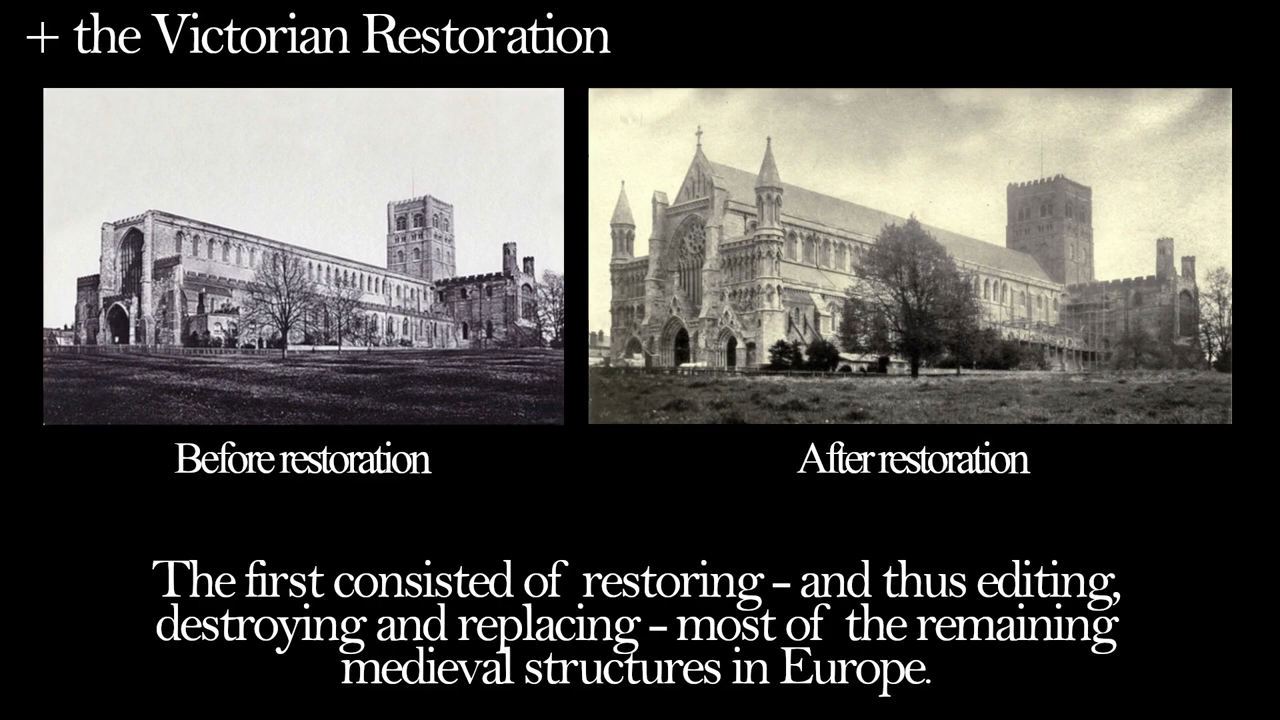 + the Victorian Restoration
Before restoration
After restoration
The first consisted of restoring – and thus editing,
destroying and replacing – most of the remaining
medieval structures in Europe.